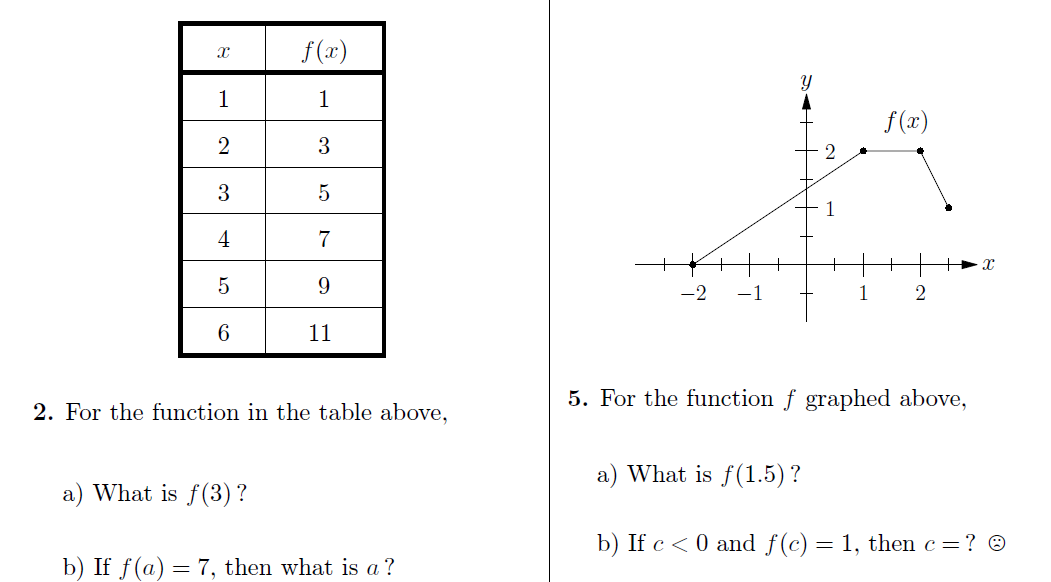 x f(x)
1 1
2 3
3 5
4 7
5 9
6 11
2. For the function in the table above,
a) What is f(3)?
b) If f(a) = 7, then what is a?
y
f(x)
2
1
x
−2 −1 1 2
5. For the function f graphed above,
a) What is f(1.5)?
b) If c < 0 and f(c) = 1, then c = ? ☹